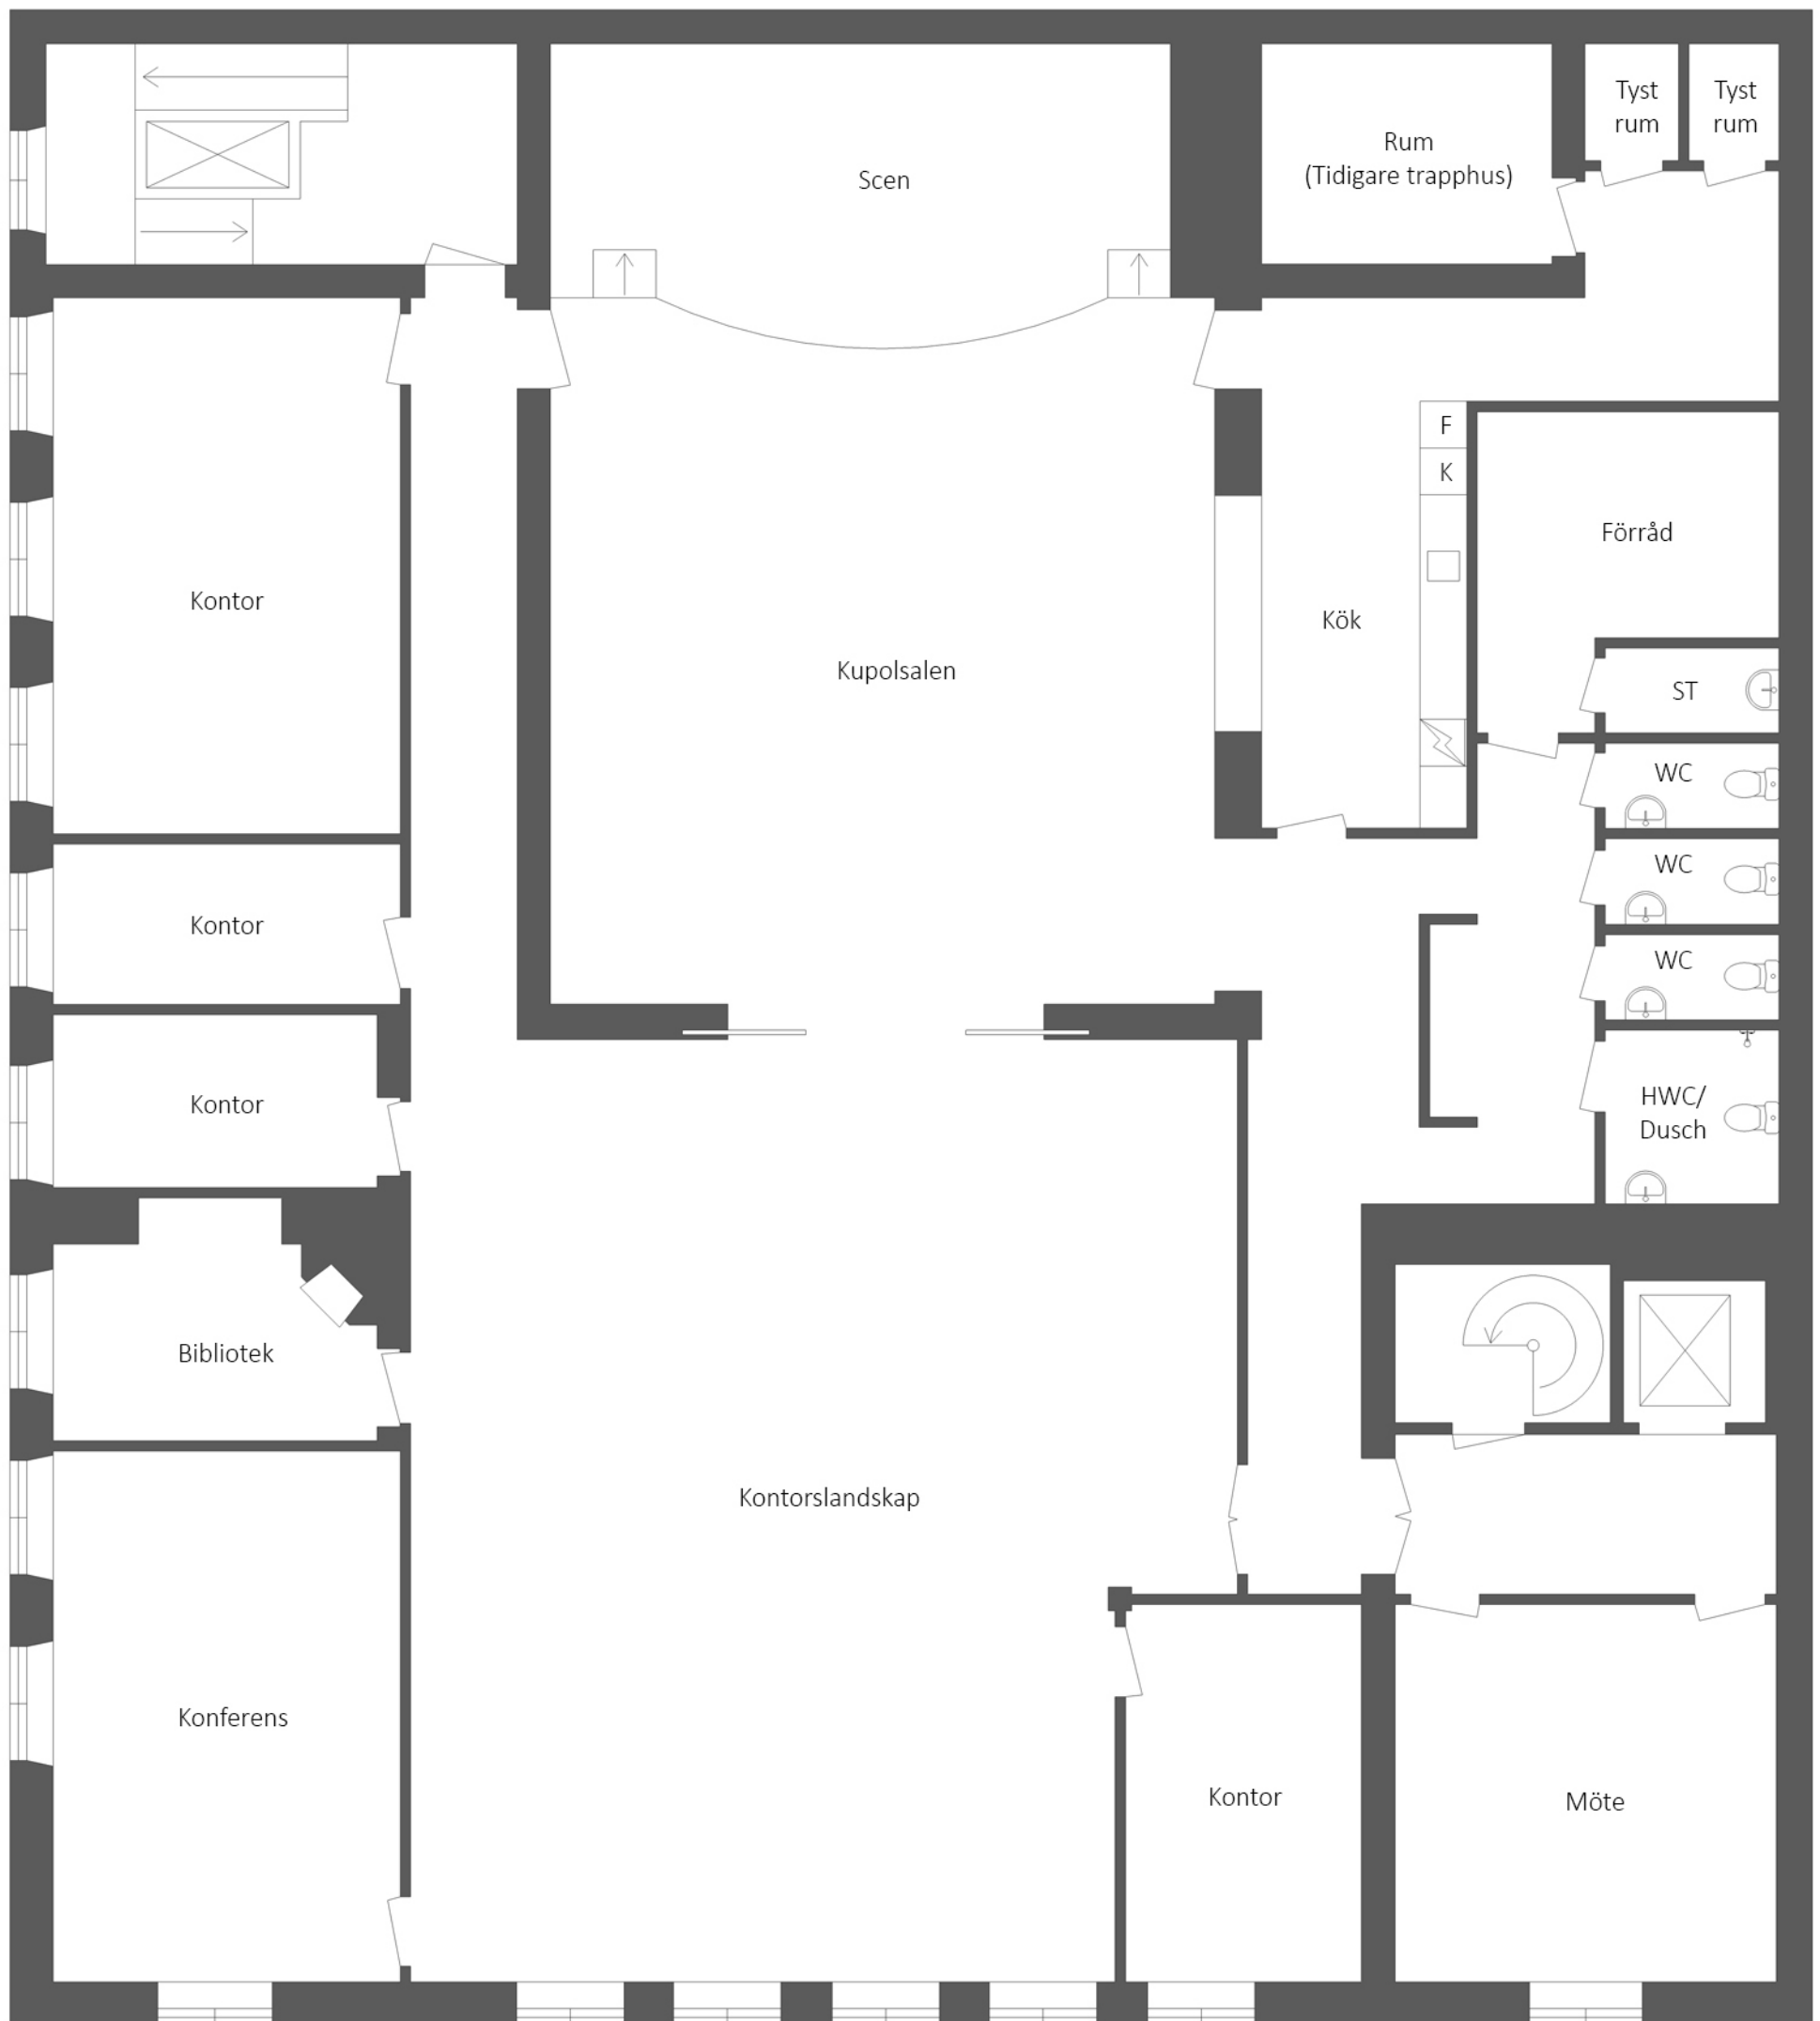 Tyst
rum
Tyst
rum
Rum
(Tidigare trapphus)
Scen
F
K
Förråd
Kontor
Kök
Kupolsalen
ST
WC
WC
Kontor
WC
HWC/
Dusch
Kontor
Bibliotek
Kontorslandskap
Konferens
Kontor
Möte